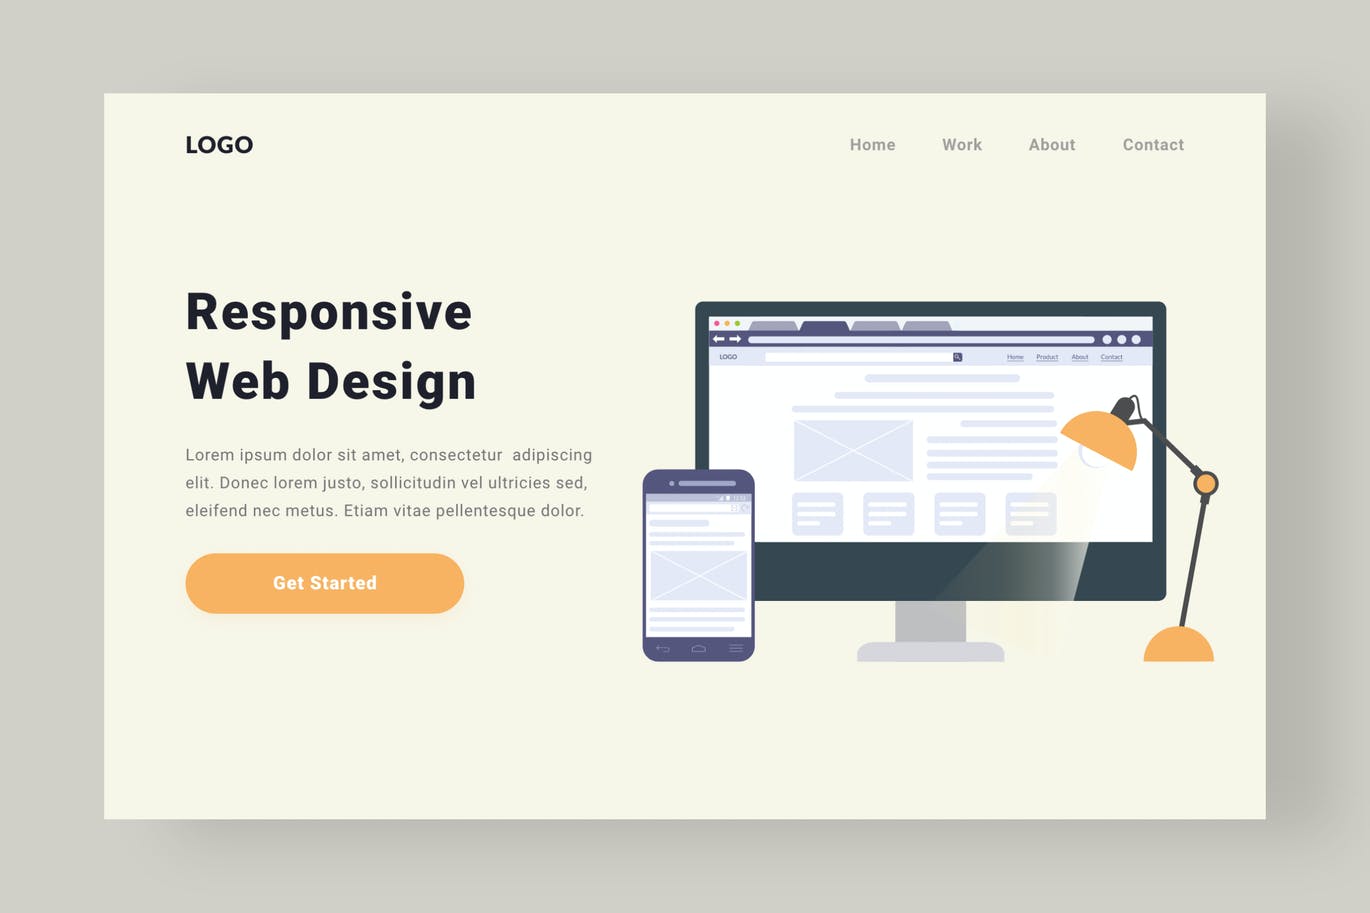 LOGO
Home Work About Contact
Responsive
Web Design
Lorem ipsum dolor sit amet, consectetur adipiscing
elit. Donec lorem justo, sollicitudin vel ultricies sed,
eleifend nec metus. Etiam vitae pellentesque dolor.
Get Started
LOGO
Home Product About Contact